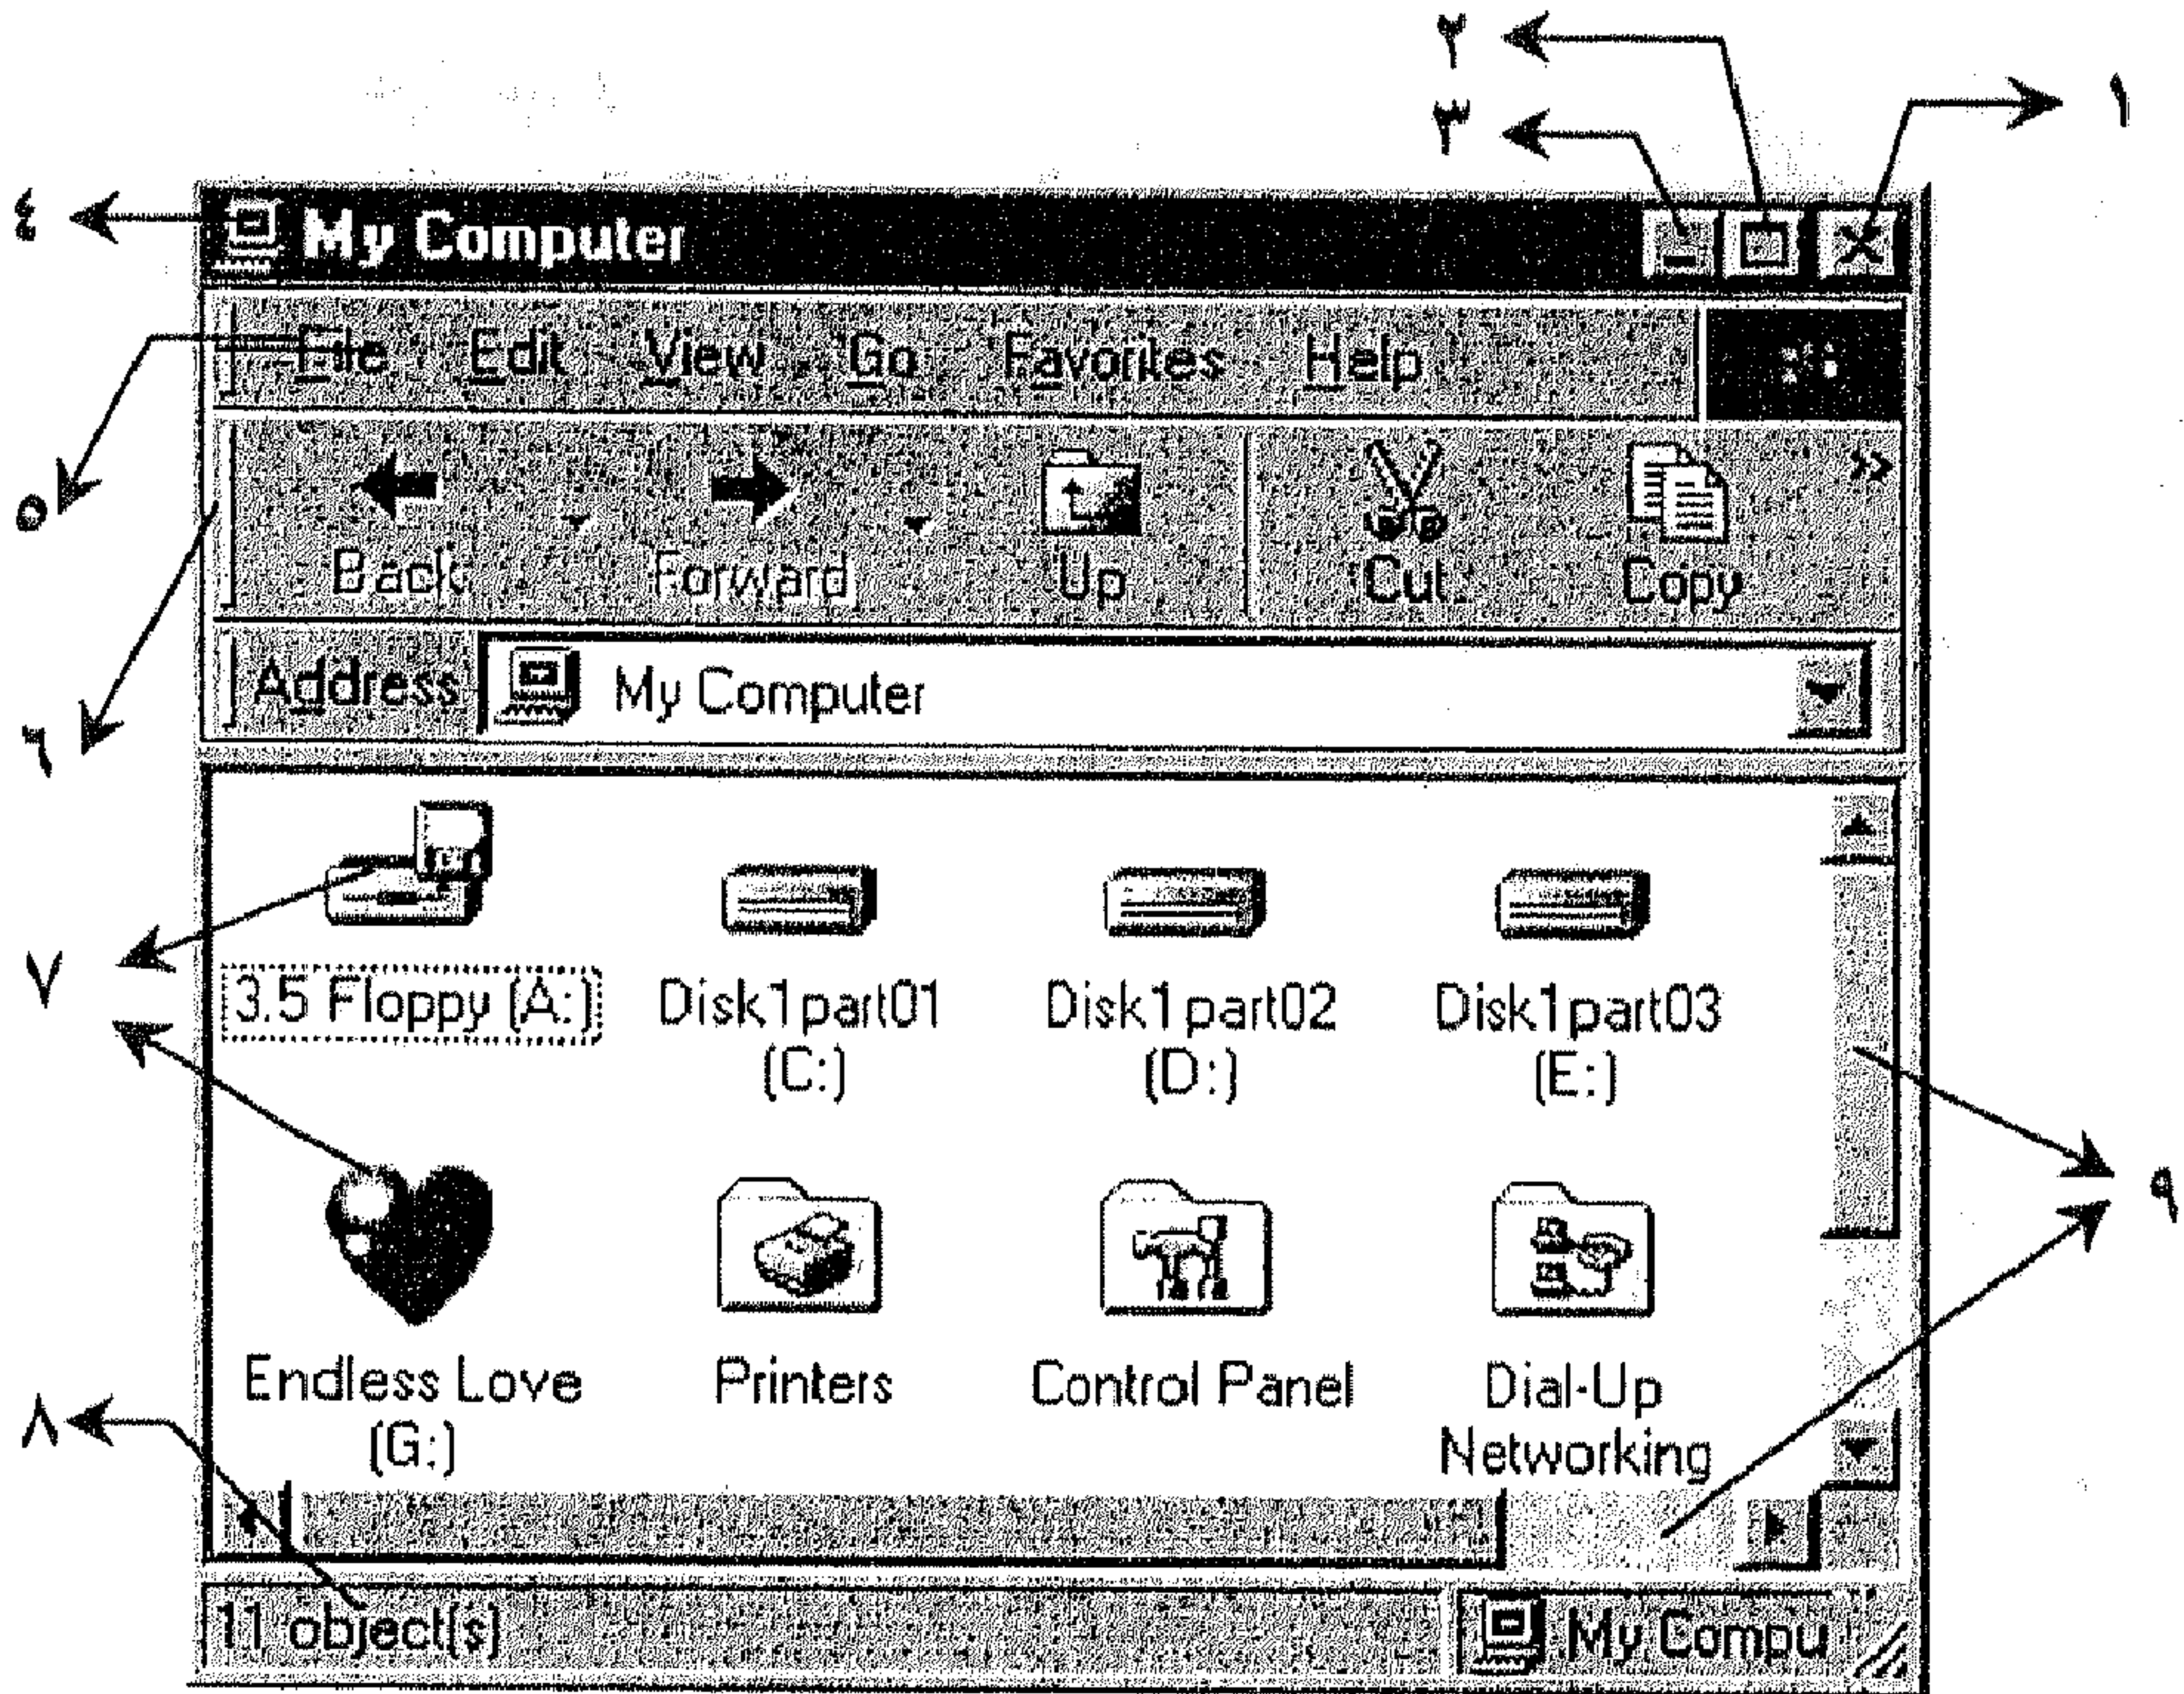 ٢
١
٣
٤
My Computer
File Edit View Go Favorites Help
٥
Back Forward Up Cut Copy »
٦
Address My Computer
3.5 Floppy (A:) Disk1part01 (C:) Disk1part02 (D:) Disk1part03 (E:)
٧
٩
Endless Love (G:) Printers Control Panel Dial-Up Networking
٨
11 object(s) My Compu